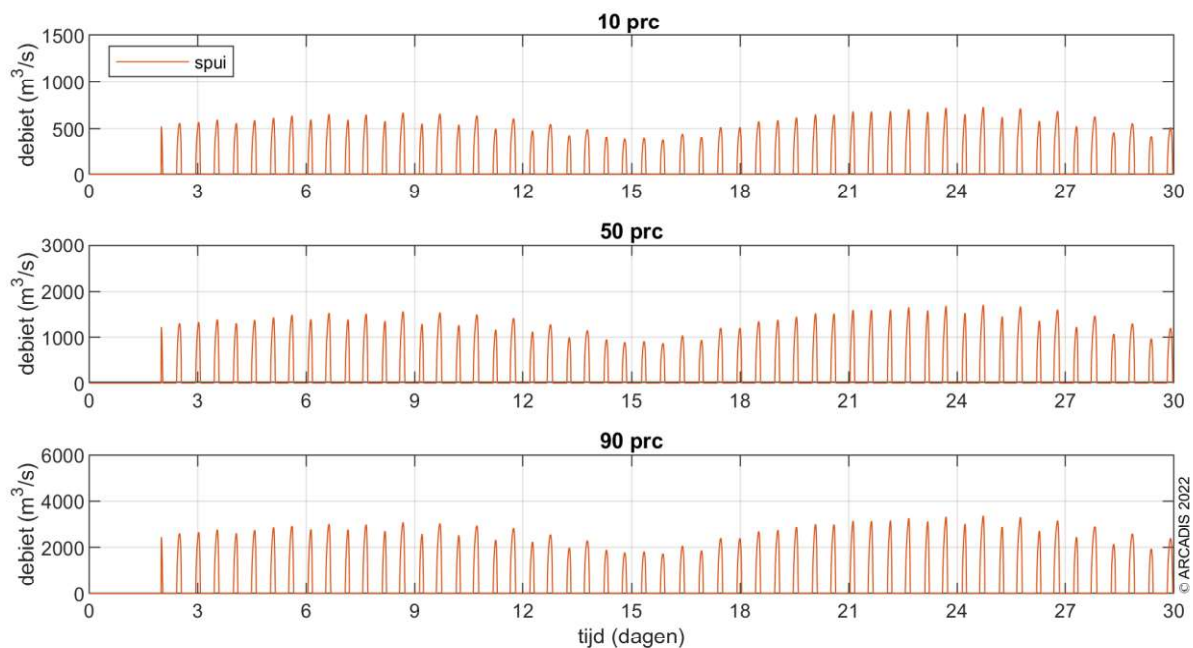 10 prc
debiet (m³/s)
1500
1000
500
0
spui
0 3 6 9 12 15 18 21 24 27 30
50 prc
debiet (m³/s)
3000
2000
1000
0
0 3 6 9 12 15 18 21 24 27 30
90 prc
debiet (m³/s)
6000
4000
2000
0
0 3 6 9 12 15 18 21 24 27 30
tijd (dagen)
© ARCADIS 2022